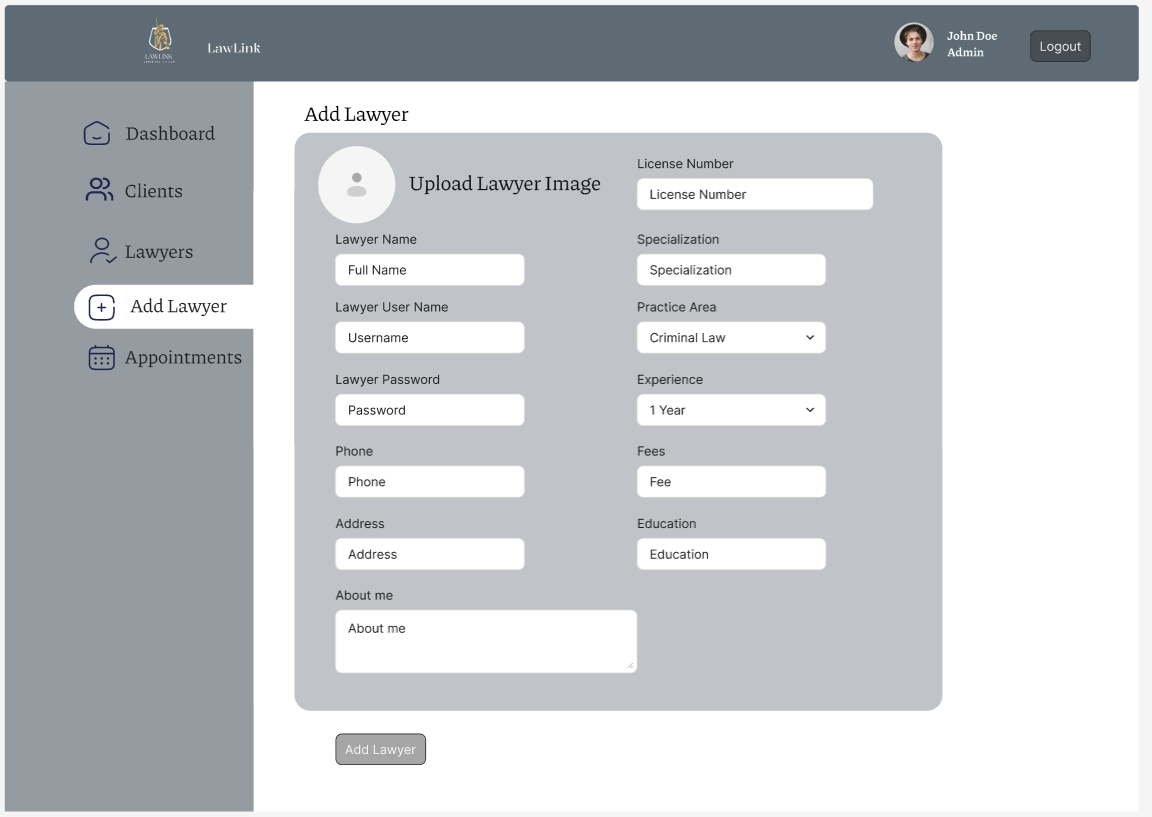 LAWLINK
LawLink
John Doe
Admin
Logout
Dashboard
Clients
Lawyers
Add Lawyer
Appointments
Add Lawyer
Upload Lawyer Image
License Number
License Number
Lawyer Name
Full Name
Specialization
Specialization
Lawyer User Name
Username
Practice Area
Criminal Law
Lawyer Password
Password
Experience
1 Year
Phone
Phone
Fees
Fee
Address
Address
Education
Education
About me
About me
Add Lawyer